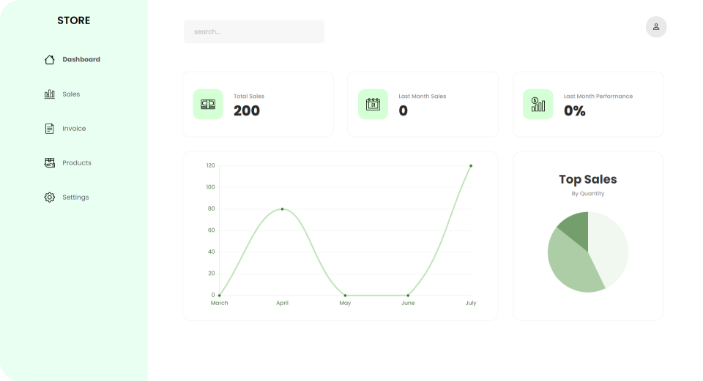 STORE
Dashboard
Sales
Invoice
Products
Settings
search...
Total Sales
200
Last Month Sales
0
Last Month Performance
0%
120
100
80
60
40
20
0
March
April
May
June
July
Top Sales
By Quantity